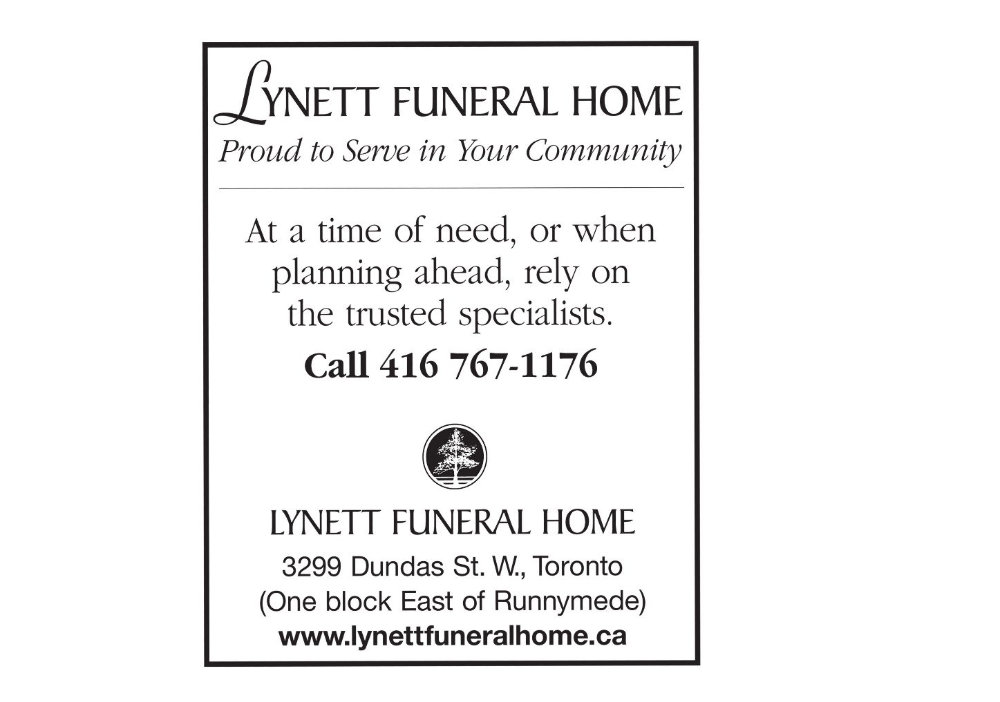 LYNETT FUNERAL HOME
Proud to Serve in Your Community
At a time of need, or when
planning ahead, rely on
the trusted specialists.
Call 416 767-1176
LYNETT FUNERAL HOME
3299 Dundas St. W., Toronto
(One block East of Runnymede)
www.lynettfuneralhome.ca